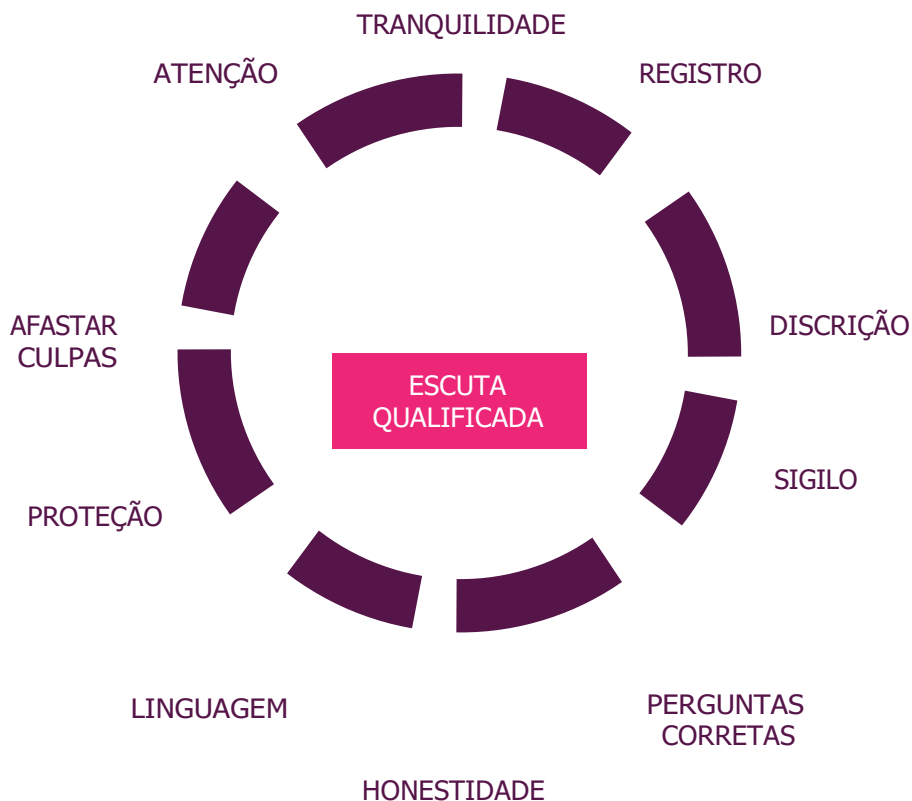 TRANQUILIDADE
ATENÇÃO
REGISTRO
AFASTAR
CULPAS
DISCRIÇÃO
ESCUTA
QUALIFICADA
SIGILO
PROTEÇÃO
LINGUAGEM
PERGUNTAS
CORRETAS
HONESTIDADE